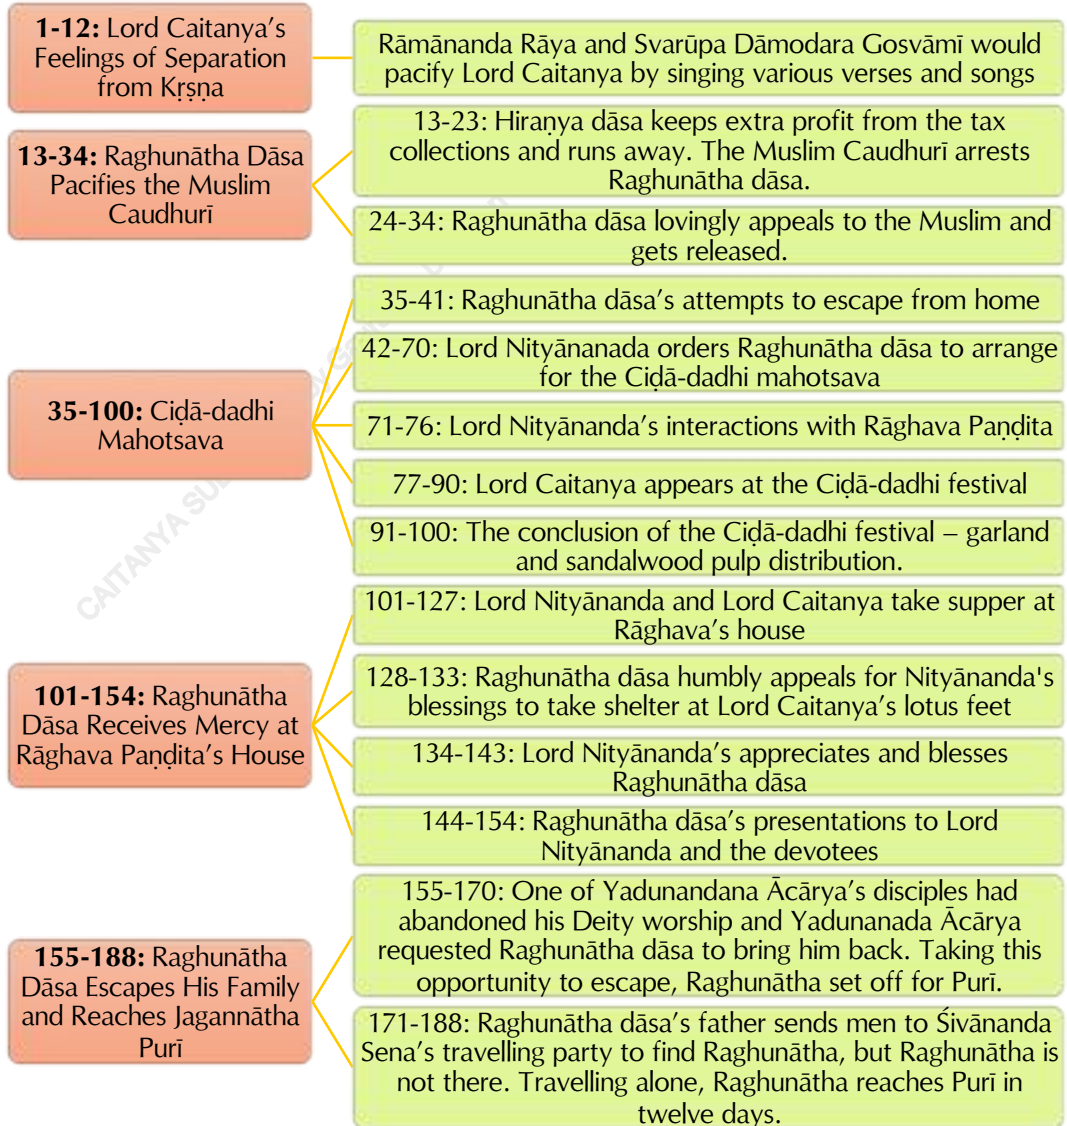 1-12: Lord Caitanya’s
Feelings of Separation
from Kṛṣṇa
Rāmānanda Rāya and Svarūpa Dāmodara Gosvāmī would
pacify Lord Caitanya by singing various verses and songs
13-34: Raghunātha Dāsa
Pacifies the Muslim
Caudhurī
13-23: Hiraṇya dāsa keeps extra profit from the tax
collections and runs away. The Muslim Caudhurī arrests
Raghunātha dāsa.
24-34: Raghunātha dāsa lovingly appeals to the Muslim and
gets released.
35-100: Ciḍā-dadhi
Mahotsava
35-41: Raghunātha dāsa’s attempts to escape from home
42-70: Lord Nityānanada orders Raghunātha dāsa to arrange
for the Ciḍā-dadhi mahotsava
71-76: Lord Nityānanda’s interactions with Rāghava Paṇḍita
77-90: Lord Caitanya appears at the Ciḍā-dadhi festival
91-100: The conclusion of the Ciḍā-dadhi festival – garland
and sandalwood pulp distribution.
101-154: Raghunātha
Dāsa Receives Mercy at
Rāghava Paṇḍita’s House
101-127: Lord Nityānanda and Lord Caitanya take supper at
Rāghava’s house
128-133: Raghunātha dāsa humbly appeals for Nityānanda's
blessings to take shelter at Lord Caitanya’s lotus feet
134-143: Lord Nityānanda’s appreciates and blesses
Raghunātha dāsa
144-154: Raghunātha dāsa’s presentations to Lord
Nityānanda and the devotees
155-188: Raghunātha
Dāsa Escapes His Family
and Reaches Jagannātha
Purī
155-170: One of Yadunandana Ācārya’s disciples had
abandoned his Deity worship and Yadunanada Ācārya
requested Raghunātha dāsa to bring him back. Taking this
opportunity to escape, Raghunātha set off for Purī.
171-188: Raghunātha dāsa’s father sends men to Śivānanda
Sena’s travelling party to find Raghunātha, but Raghunātha is
not there. Travelling alone, Raghunātha reaches Purī in
twelve days.
CAITANYA